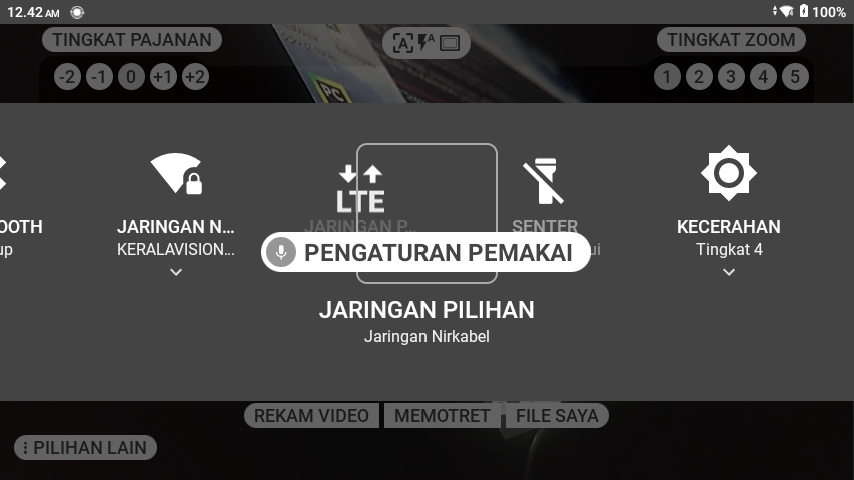 12.42 AM
100%
TINGKAT PAJANAN
A
A
TINGKAT ZOOM
-2 -1 0 +1 +2
1 2 3 4 5
PC
LTE
OOTH
JARINGAN N...
JARINGAN P...
SENTER
KECERAHAN
up
KERALAVISION...
ui
Tingkat 4
PENGATURAN PEMAKAI
JARINGAN PILIHAN
Jaringan Nirkabel
REKAM VIDEO
MEMOTRET
FILE SAYA
PILIHAN LAIN